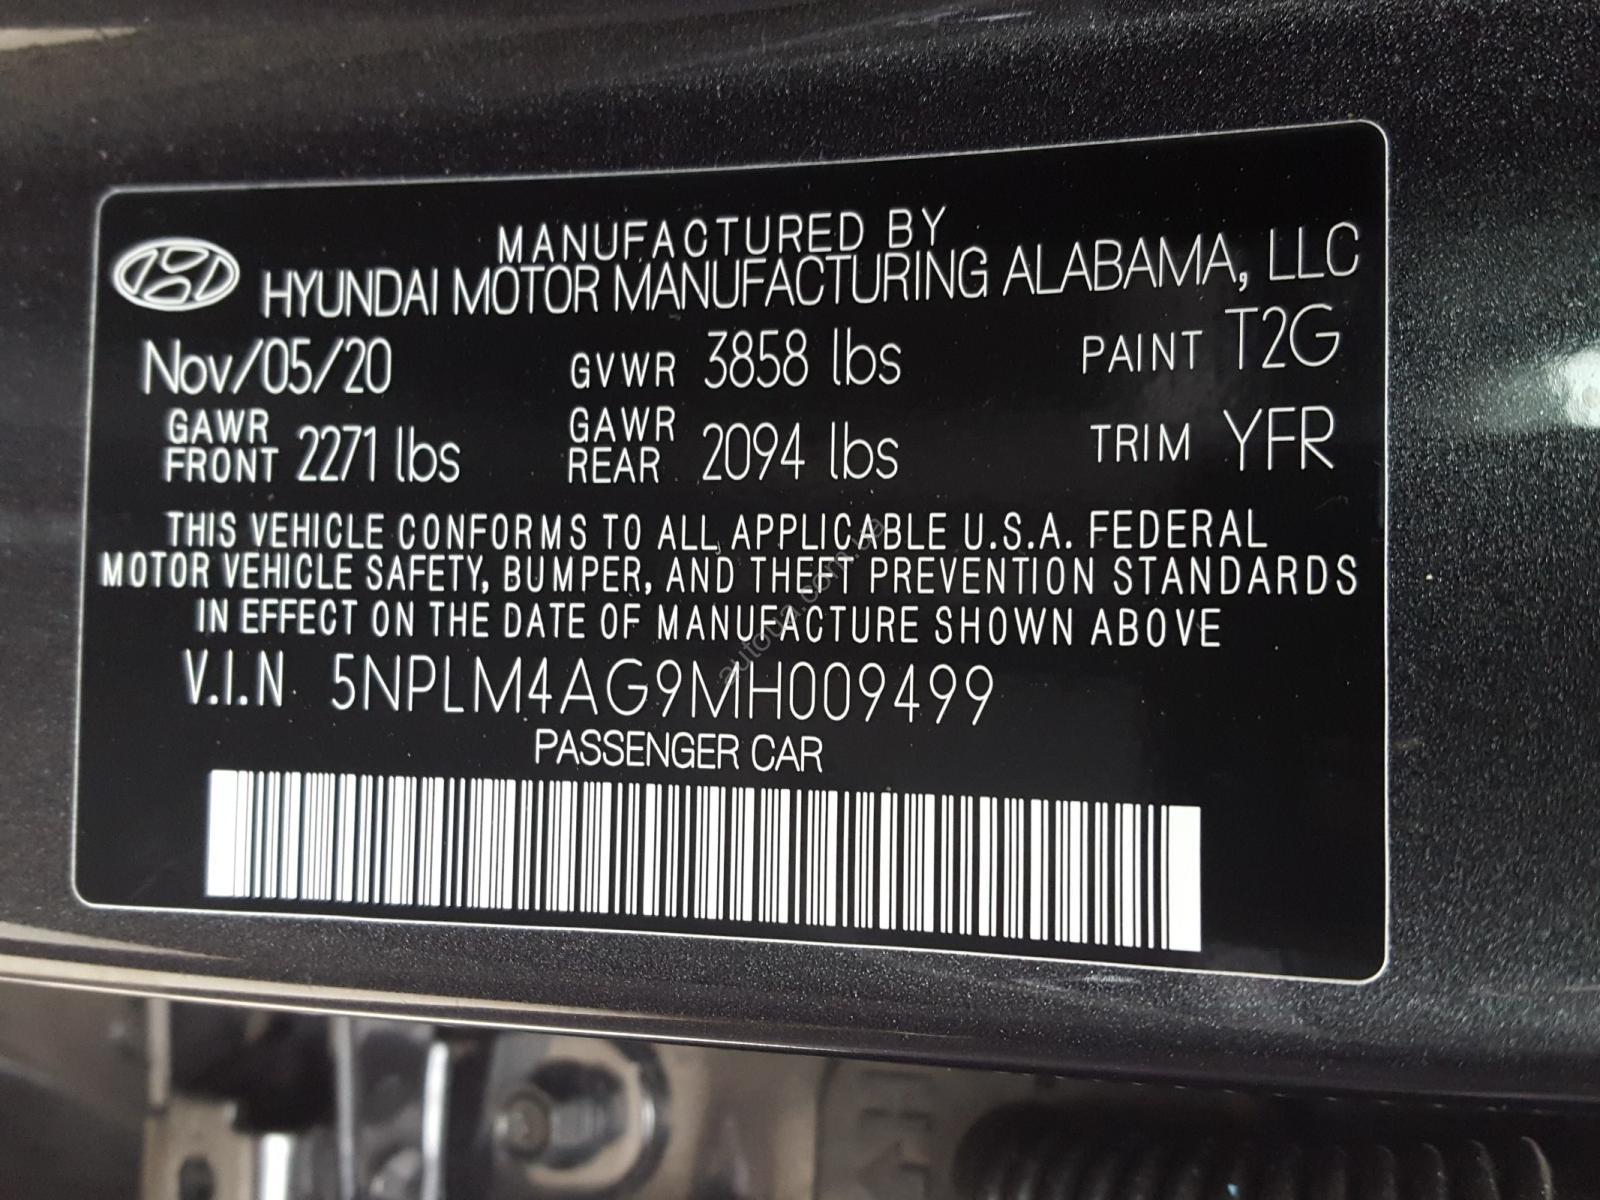 MANUFACTURED BY
HYUNDAI MOTOR MANUFACTURING ALABAMA, LLC
Nov/05/20 GVWR 3858 lbs PAINT T2G
GAWR FRONT 2271 lbs GAWR REAR 2094 lbs TRIM YFR
THIS VEHICLE CONFORMS TO ALL APPLICABLE U.S.A. FEDERAL
MOTOR VEHICLE SAFETY, BUMPER, AND THEFT PREVENTION STANDARDS
IN EFFECT ON THE DATE OF MANUFACTURE SHOWN ABOVE
V.I.N 5NPLM4AG9MH009499
PASSENGER CAR